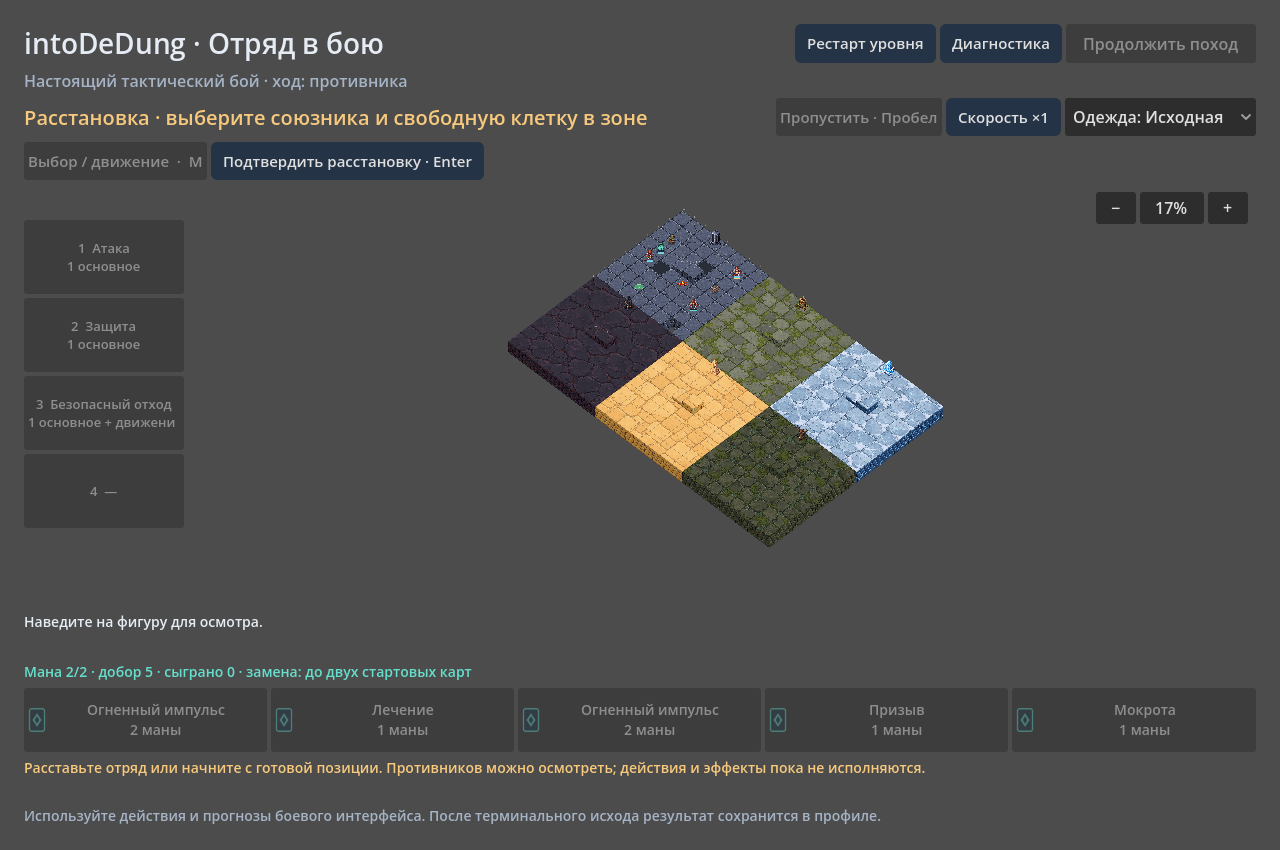 intoDeDung · Отряд в бою
Рестарт уровня
Диагностика
Продолжить поход
Настоящий тактический бой · ход: противника
Расстановка · выберите союзника и свободную клетку в зоне
Пропустить · Пробел
Скорость ×1
Одежда: Исходная
Выбор / движение · M
Подтвердить расстановку · Enter
−
17%
+
1 Атака
1 основное
2 Защита
1 основное
3 Безопасный отход
1 основное + движени
4 —
Наведите на фигуру для осмотра.
Мана 2/2 · добор 5 · сыграно 0 · замена: до двух стартовых карт
Огненный импульс
2 маны
Лечение
1 маны
Огненный импульс
2 маны
Призыв
1 маны
Мокрота
1 маны
Расставьте отряд или начните с готовой позиции. Противников можно осмотреть; действия и эффекты пока не исполняются.
Используйте действия и прогнозы боевого интерфейса. После терминального исхода результат сохранится в профиле.